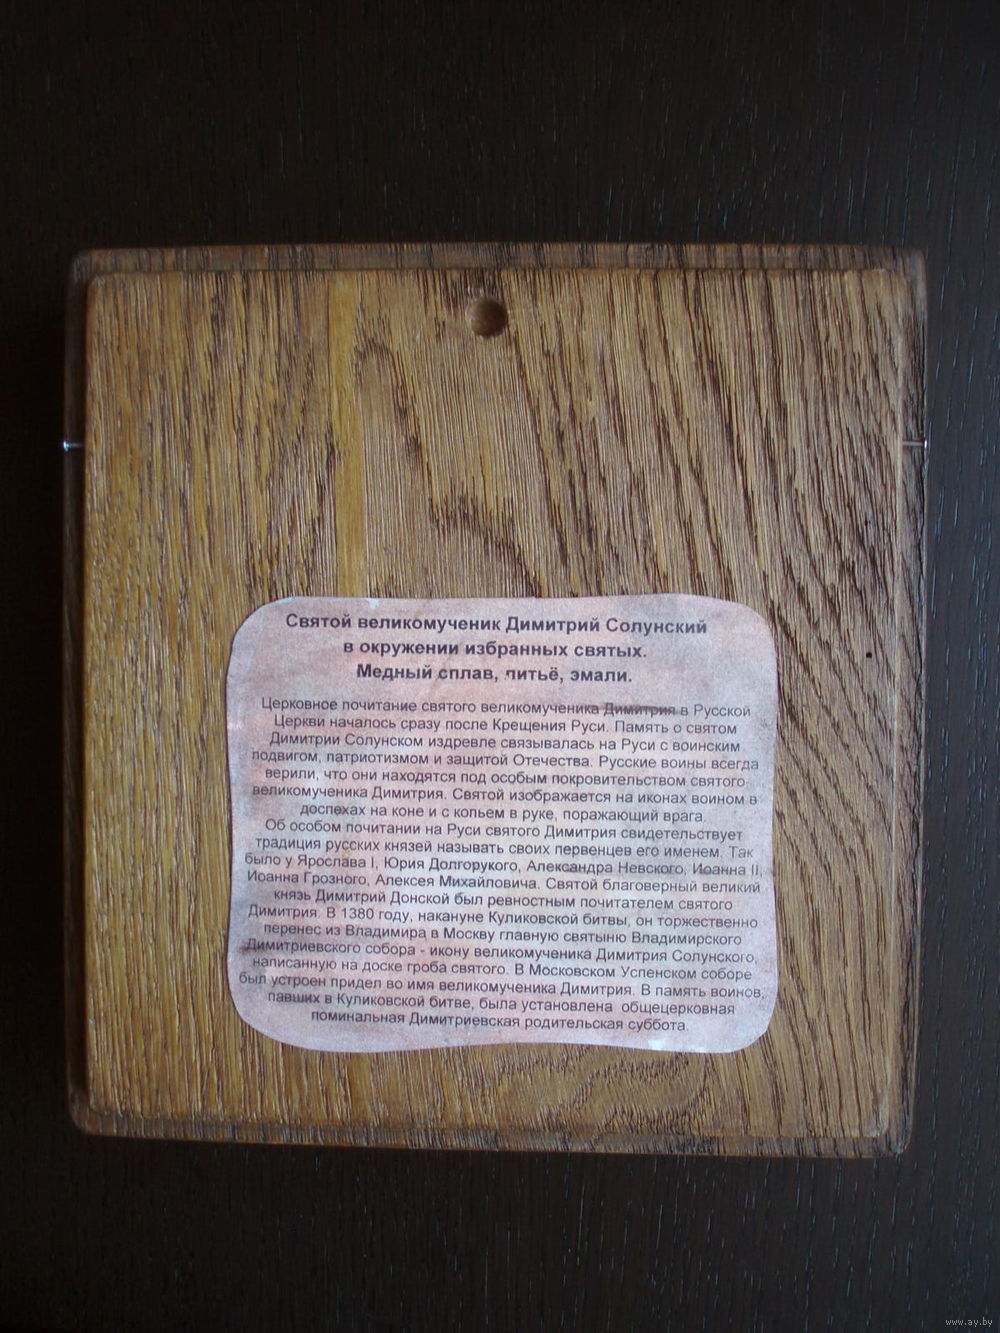 Святой великомученик Димитрий Солунский
в окружении избранных святых.
Медный сплав, литьё, эмали.
Церковное почитание святого великомученика Димитрия в Русской
Церкви началось сразу после Крещения Руси. Память о святом
Димитрии Солунском издревле связывалась на Руси с воинским
подвигом, патриотизмом и защитой Отечества. Русские воины всегда
верили, что они находятся под особым покровительством святого
великомученика Димитрия. Святой изображается на иконах воином в
доспехах на коне и с копьем в руке, поражающий врага.
Об особом почитании на Руси святого Димитрия свидетельствует
традиция русских князей называть своих первенцев его именем. Так
было у Ярослава I, Юрия Долгорукого, Александра Невского, Иоанна II,
Иоанна Грозного, Алексея Михайловича. Святой благоверный великий
князь Димитрий Донской был ревностным почитателем святого
Димитрия. В 1380 году, накануне Куликовской битвы, он торжественно
перенес из Владимира в Москву главную святыню Владимирского
Димитриевского собора - икону великомученика Димитрия Солунского,
написанную на доске гроба святого. В Московском Успенском соборе
был устроен придел во имя великомученика Димитрия. В память воинов,
павших в Куликовской битве, была установлена общецерковная
поминальная Димитриевская родительская суббота.
www.ay.by